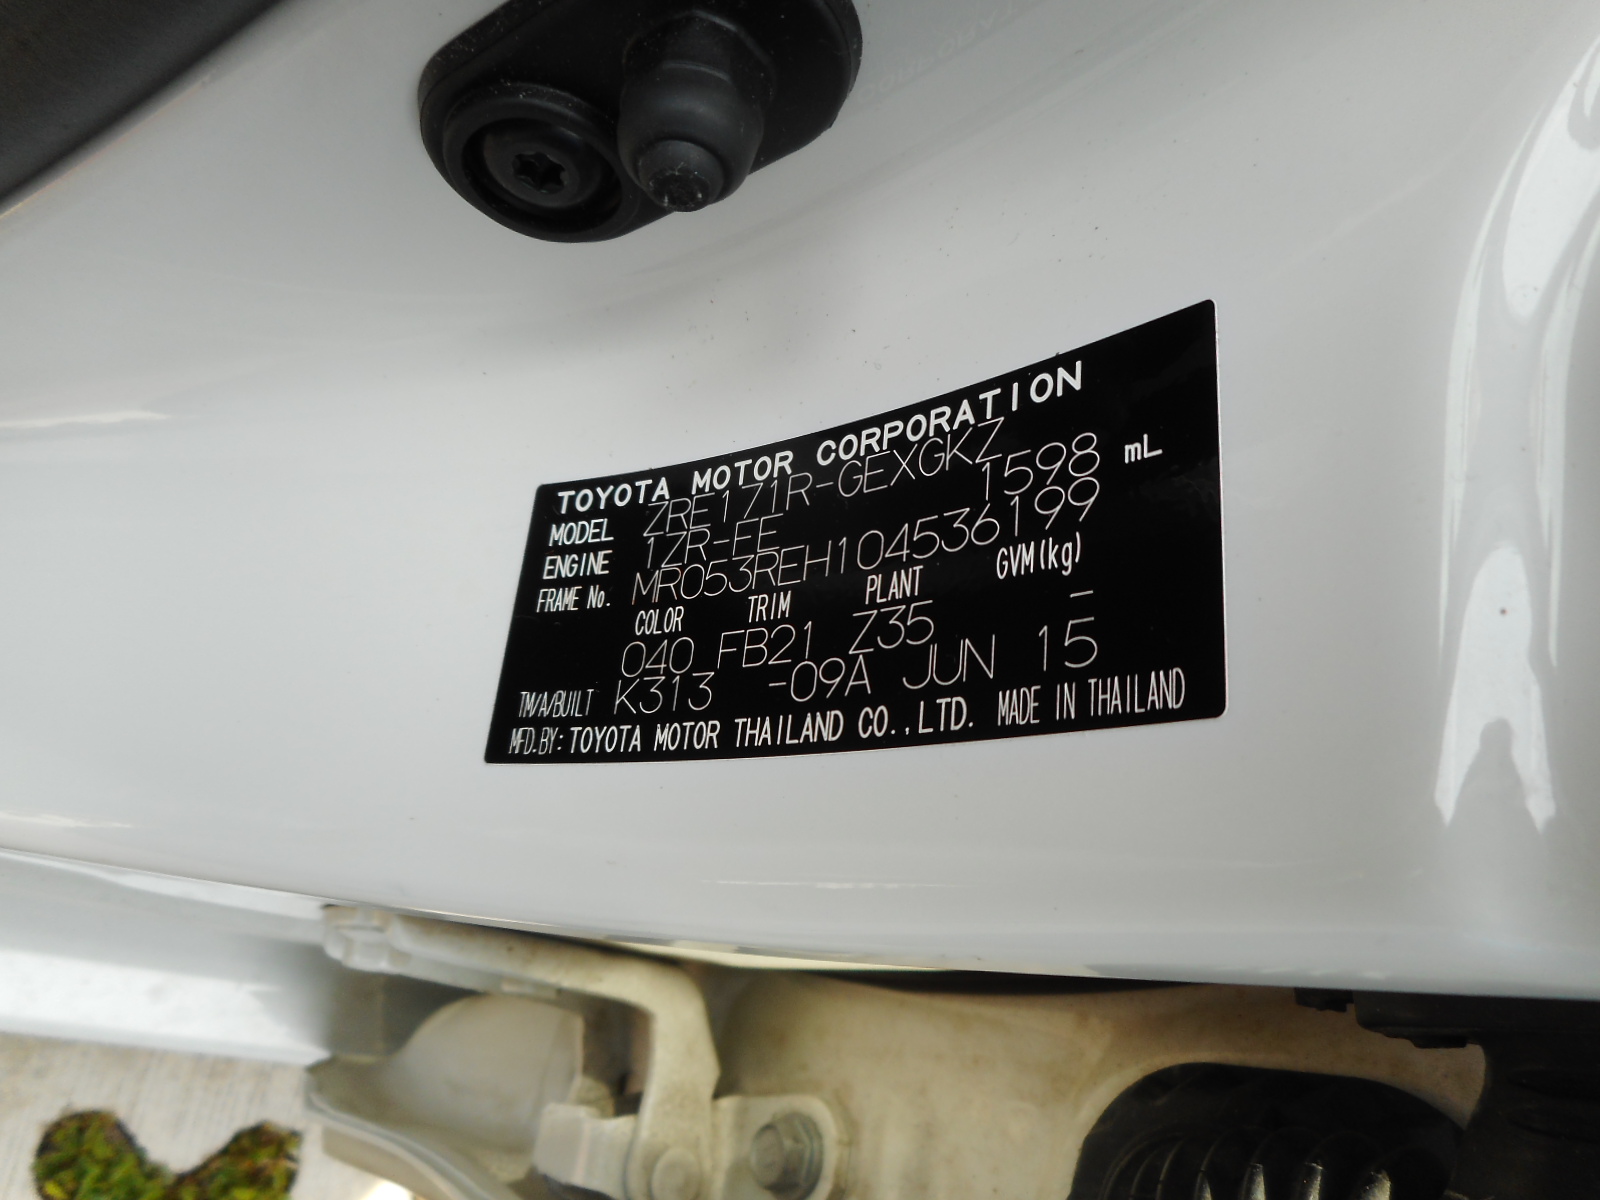 TOYOTA MOTOR CORPORATION
MODEL ZRE171R-GEXGKZ
ENGINE 1ZR-FE 1598 mL
FRAME No. MR053REH104536199
COLOR TRIM PLANT GVM(kg)
040 FB21 Z35 -
TM/A/BUILT K313 -09A JUN 15
MFD.BY: TOYOTA MOTOR THAILAND CO.,LTD. MADE IN THAILAND